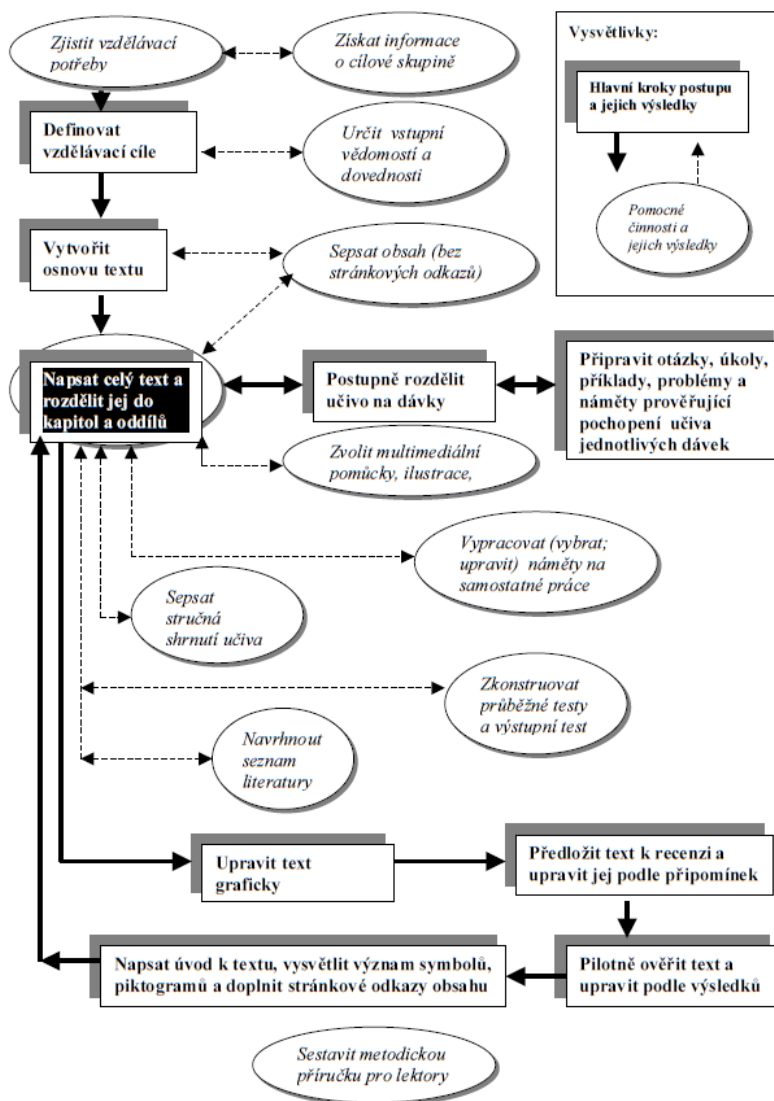 Zjistit vzdělávací
potřeby
Získat informace
o cílové skupině
Vysvětlivky:
Hlavní kroky postupu
a jejich výsledky
Pomocné
činnosti a
jejich výsledky
Definovat
vzdělávací cíle
Určit vstupní
vědomostí a
dovednosti
Vytvořit
osnovu textu
Sepsat obsah (bez
stránkových odkazů)
Napsat celý text a
rozdělit jej do
kapitol a oddílů
Postupně rozdělit
učivo na dávky
Připravit otázky, úkoly,
příklady, problémy a
náměty prověřující
pochopení učiva
jednotlivých dávek
Zvolit multimediální
pomůcky, ilustrace,
Vypracovat (vybrat;
upravit) náměty na
samostatné práce
Sepsat
stručná
shrnutí učiva
Zkonstruovat
průběžné testy
a výstupní test
Navrhnout
seznam
literatury
Upravit text
graficky
Předložit text k recenzi a
upravit jej podle připomínek
Napsat úvod k textu, vysvětlit význam symbolů,
piktogramů a doplnit stránkové odkazy obsahu
Pilotně ověřit text a
upravit podle výsledků
Sestavit metodickou
příručku pro lektory